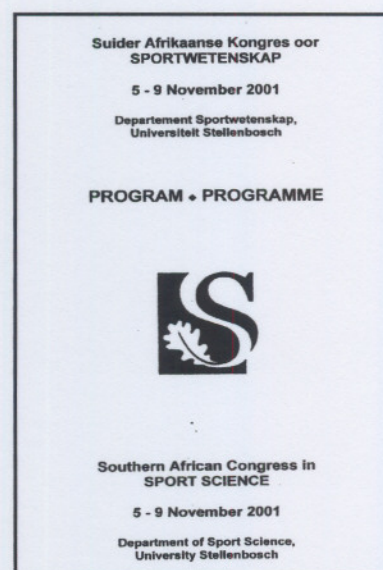 Suider Afrikaanse Kongres oor
SPORTWETENSKAP
5 - 9 November 2001
Departement Sportwetenskap,
Universiteit Stellenbosch
PROGRAM ♦ PROGRAMME
S
Southern African Congress in
SPORT SCIENCE
5 - 9 November 2001
Department of Sport Science,
University Stellenbosch